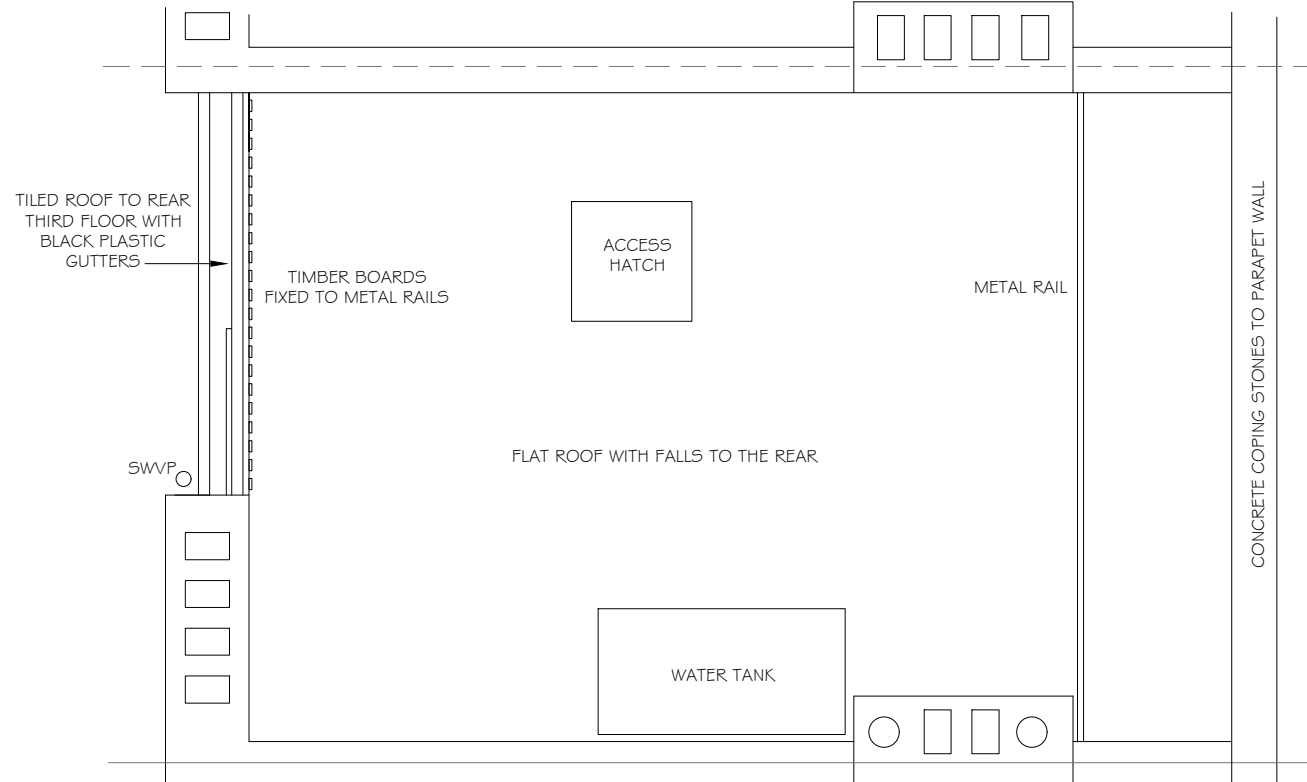 TILED ROOF TO REAR
THIRD FLOOR WITH
BLACK PLASTIC
GUTTERS
TIMBER BOARDS
FIXED TO METAL RAILS
ACCESS
HATCH
METAL RAIL
CONCRETE COPING STONES TO PARAPET WALL
SWVP
FLAT ROOF WITH FALLS TO THE REAR
WATER TANK